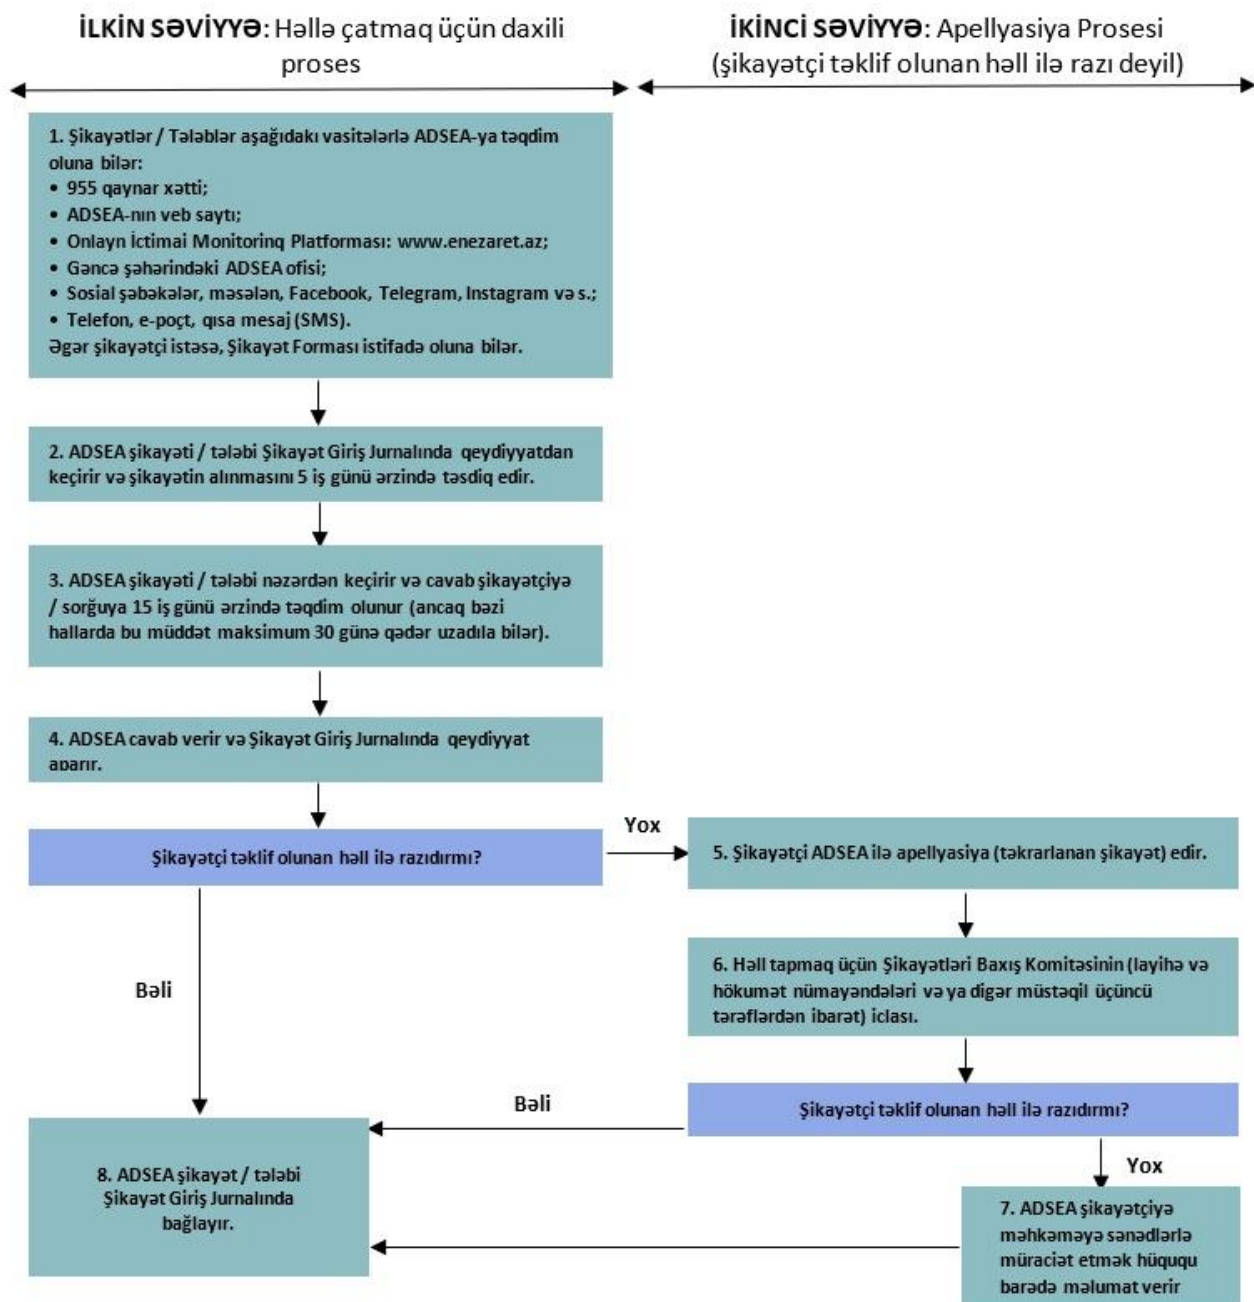 İLKİN SƏVİYYƏ: Həllə çatmaq üçün daxili
proses
İKİNCİ SƏVİYYƏ: Apellyasiya Prosesi
(şikayətçi təklif olunan həll ilə razı deyil)
1. Şikayətlər / Tələblər aşağıdakı vasitələrlə ADSEA-ya təqdim
oluna bilər:
• 955 qaynar xətti;
• ADSEA-nın veb saytı;
• Onlayn İctimai Monitorinq Platforması: www.enezaret.az;
• Gəncə şəhərindəki ADSEA ofisi;
• Sosial şəbəkələr, məsələn, Facebook, Telegram, Instagram və s.;
• Telefon, e-poçt, qısa mesaj (SMS).
Əgər şikayətçi istəsə, Şikayət Forması istifadə oluna bilər.
2. ADSEA şikayəti / tələbi Şikayət Giriş Jurnalında qeydiyyatdan
keçirir və şikayətin alınmasını 5 iş günü ərzində təsdiq edir.
3. ADSEA şikayəti / tələbi nəzərdən keçirir və cavab şikayətçiyə
/ sorğuya 15 iş günü ərzində təqdim olunur (ancaq bəzi
hallarda bu müddət maksimum 30 günə qədər uzadıla bilər).
4. ADSEA cavab verir və Şikayət Giriş Jurnalında qeydiyyat
aparır.
Şikayətçi təklif olunan həll ilə razıdırmı?
Yox
5. Şikayətçi ADSEA ilə apellyasiya (təkrarlanan şikayət) edir.
6. Həll tapmaq üçün Şikayətləri Baxış Komitəsinin (layihə və
hökumət nümayəndələri və ya digər müstəqil üçüncü
tərəflərdən ibarət) iclası.
Bəli
Şikayətçi təklif olunan həll ilə razıdırmı?
Bəli
Yox
7. ADSEA şikayətçiyə
məhkəməyə sənədlərlə
müraciət etmək hüququ
barədə məlumat verir
8. ADSEA şikayət / tələbi
Şikayət Giriş Jurnalında
bağlayır.